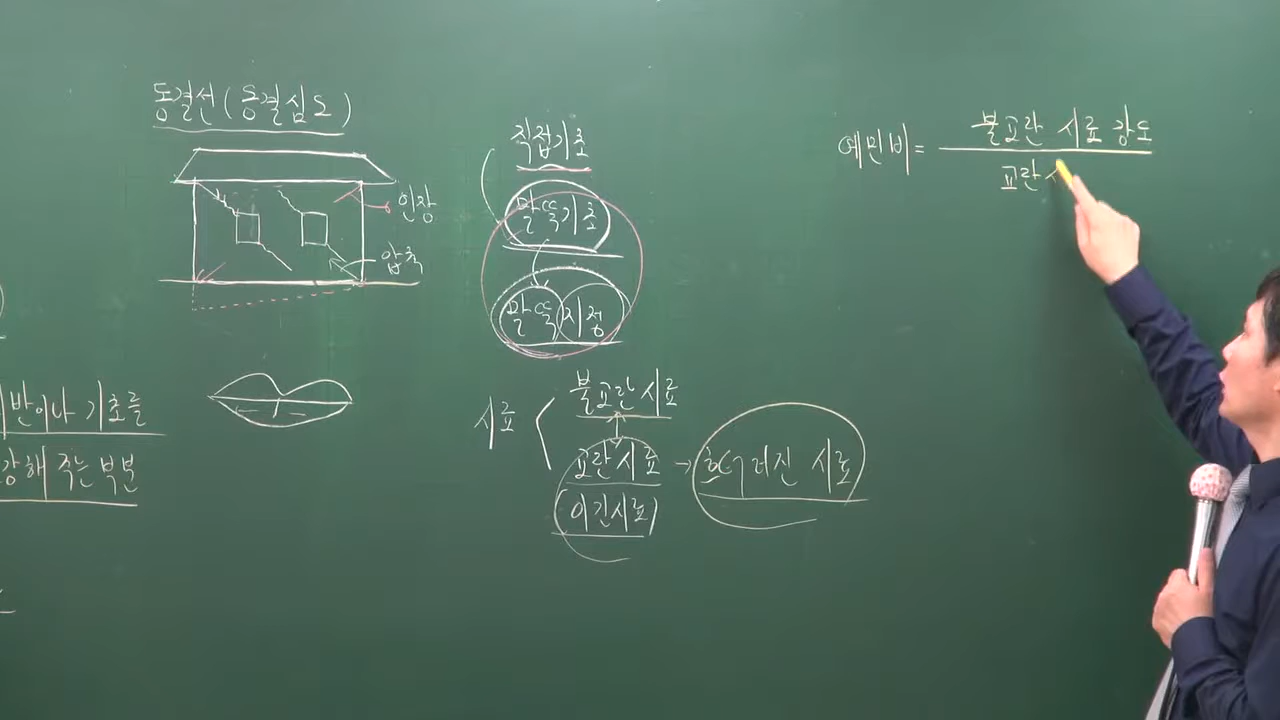 동결선(동결심도)
인장
압축
반이나 기초를
강해 주는 부분
직접기초
말뚝기초
말뚝 지정
시료
불교란 시료
교란시료 → 흐트러진 시료
(이긴시료)
예민비 =
불교란 시료 강도
교란